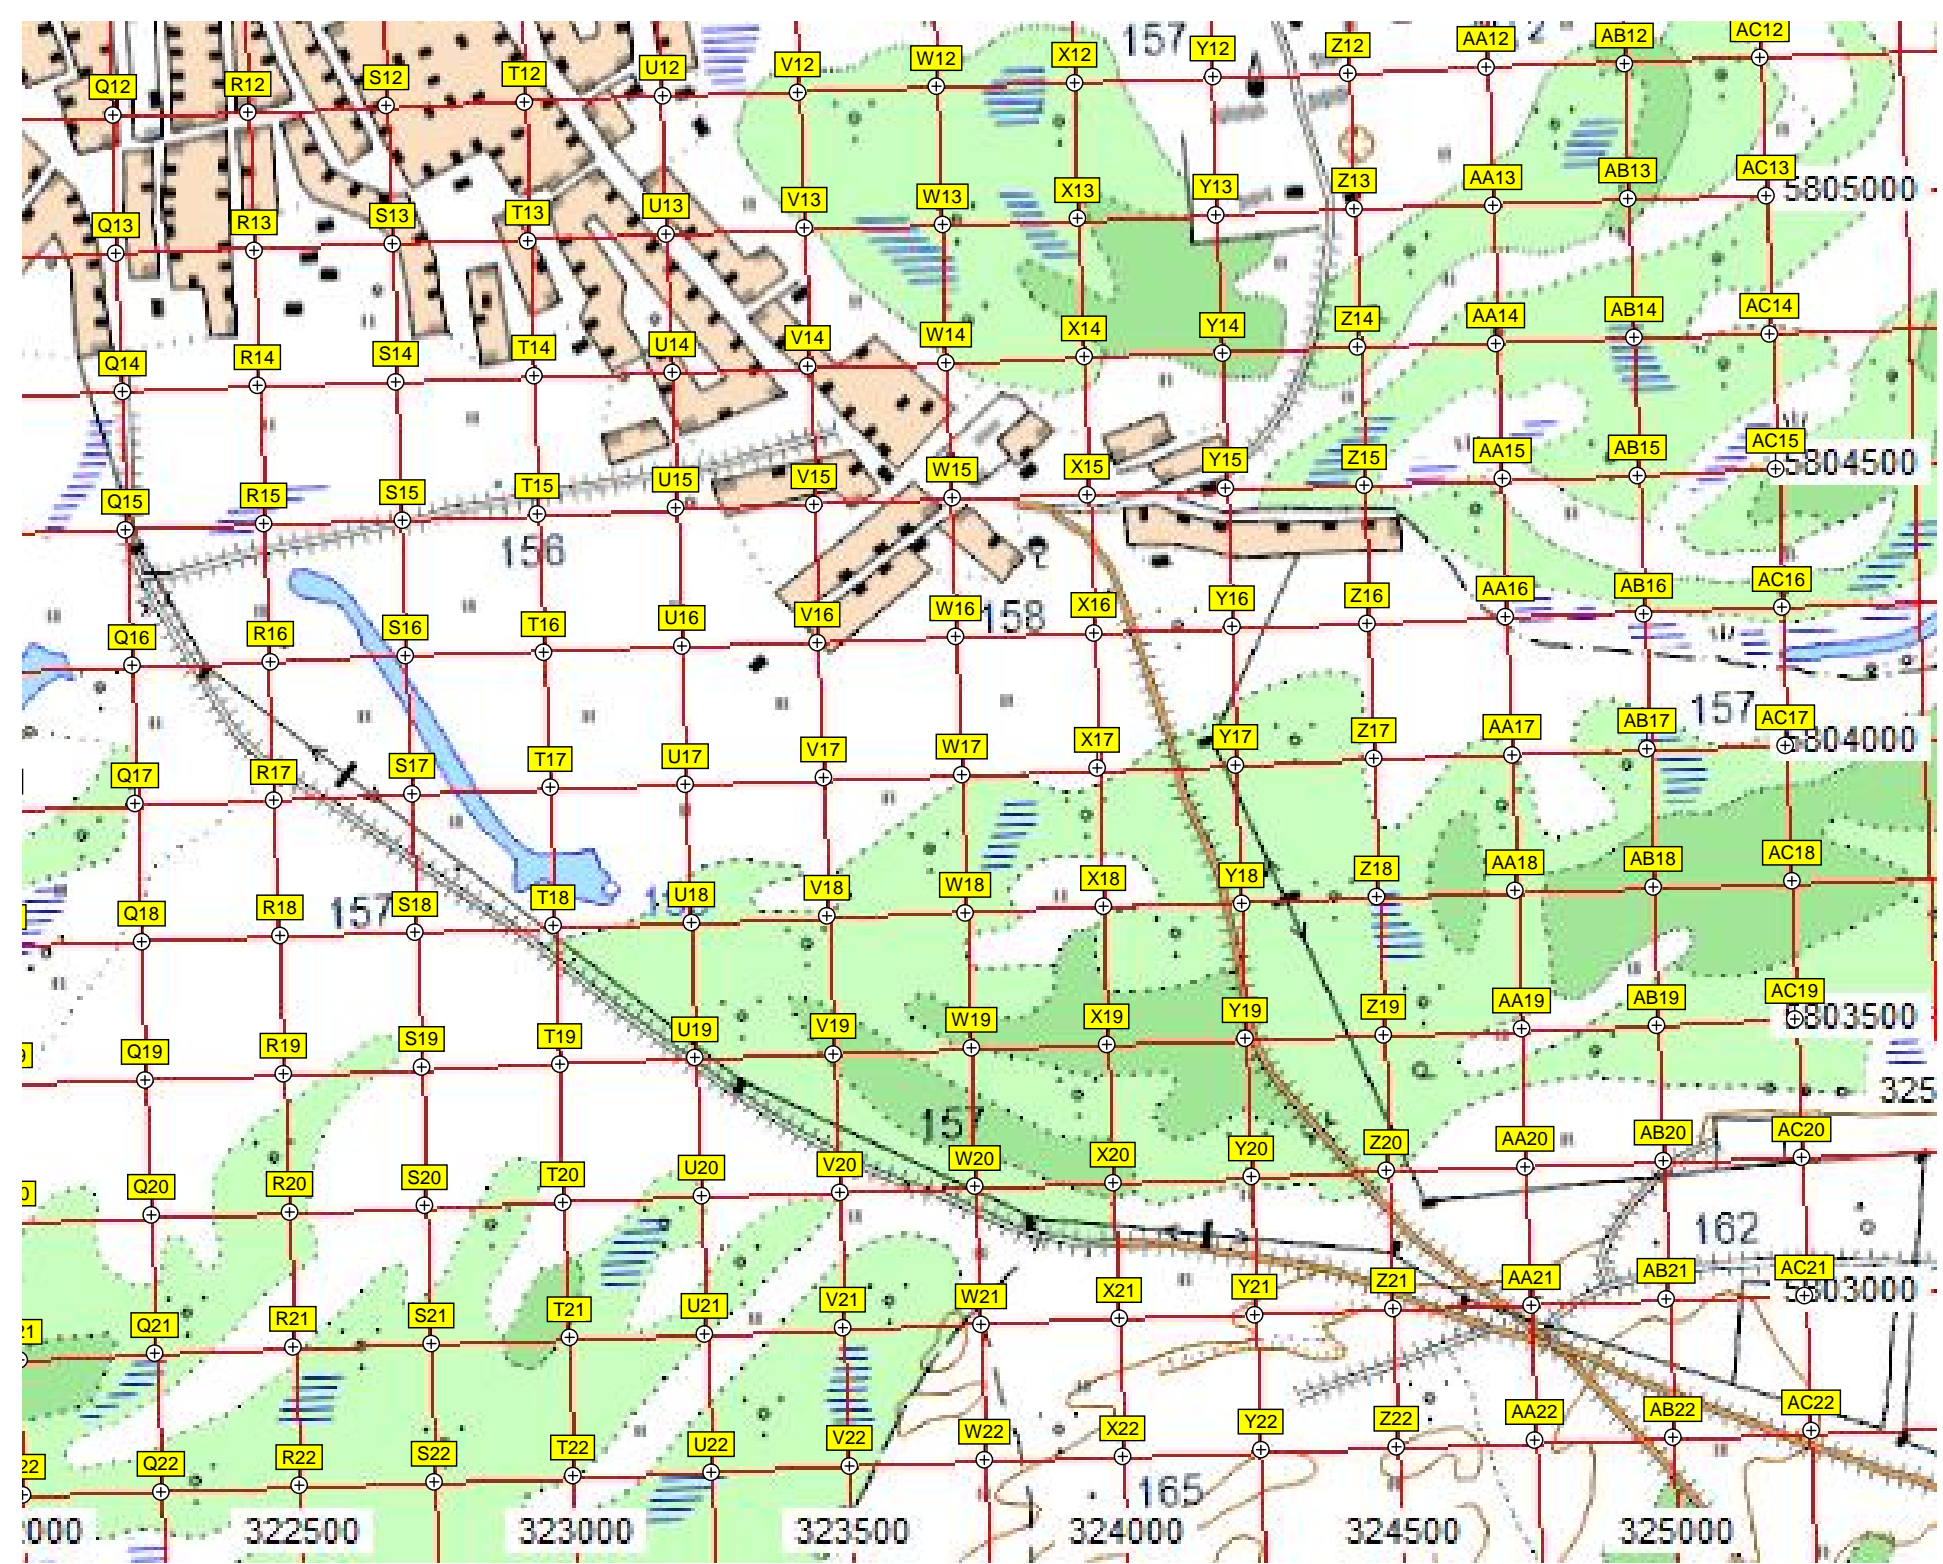 157
2
Q12 R12 S12 T12 U12 V12 W12 X12 Y12 Z12 AA12 AB12 AC12
Q13 R13 S13 T13 U13 V13 W13 X13 Y13 Z13 AA13 AB13 AC13
5805000
Q14 R14 S14 T14 U14 V14 W14 X14 Y14 Z14 AA14 AB14 AC14
Q15 R15 S15 T15 U15 V15 W15 X15 Y15 Z15 AA15 AB15 AC15
5804500
156
158
Q16 R16 S16 T16 U16 V16 W16 X16 Y16 Z16 AA16 AB16 AC16
157
Q17 R17 S17 T17 U17 V17 W17 X17 Y17 Z17 AA17 AB17 AC17
5804000
157
Q18 R18 S18 T18 U18 V18 W18 X18 Y18 Z18 AA18 AB18 AC18
9 Q19 R19 S19 T19 U19 V19 W19 X19 Y19 Z19 AA19 AB19 AC19
5803500
325
157
0 Q20 R20 S20 T20 U20 V20 W20 X20 Y20 Z20 AA20 AB20 AC20
162
21 Q21 R21 S21 T21 U21 V21 W21 X21 Y21 Z21 AA21 AB21 AC21
5803000
22 Q22 R22 S22 T22 U22 V22 W22 X22 Y22 Z22 AA22 AB22 AC22
165
2000 322500 323000 323500 324000 324500 325000